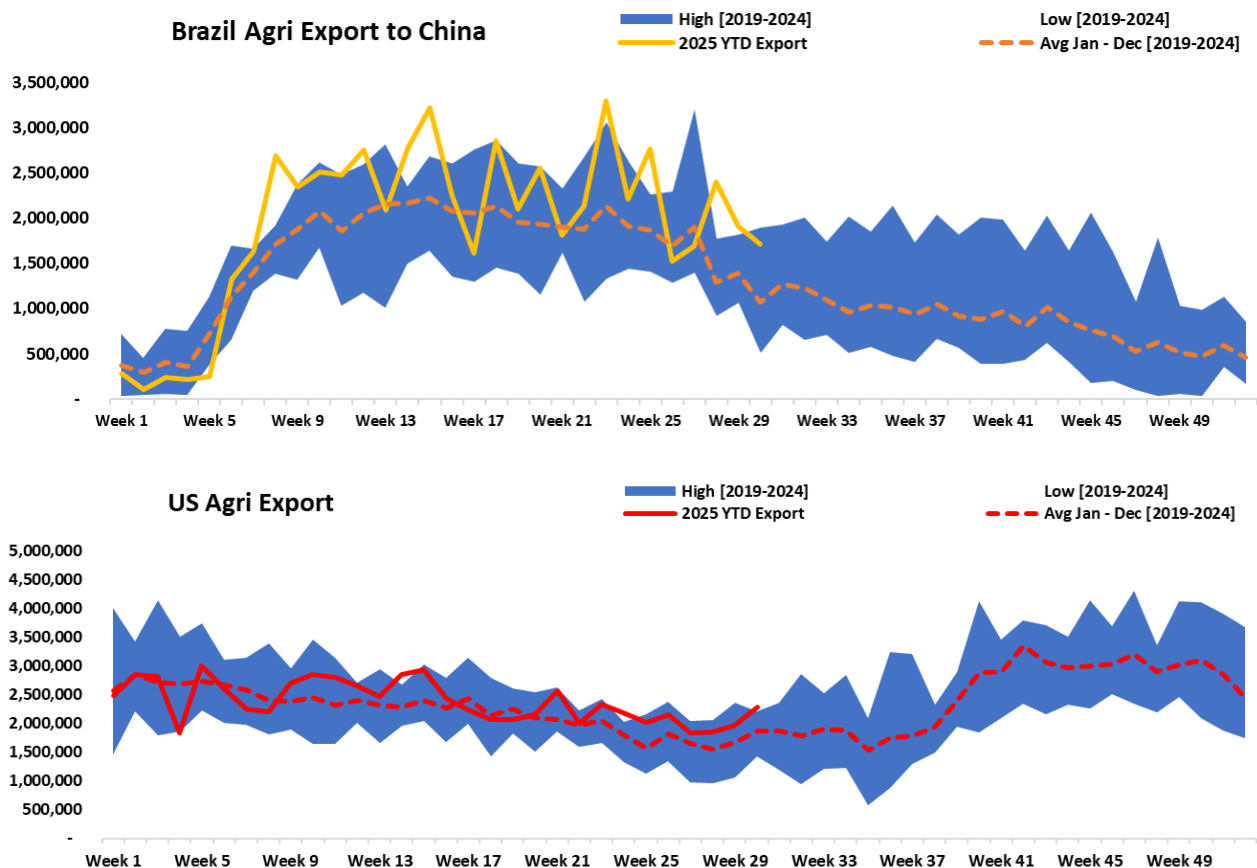 Brazil Agri Export to China
High [2019-2024]
Low [2019-2024]
2025 YTD Export
Avg Jan - Dec [2019-2024]
3,500,000
3,000,000
2,500,000
2,000,000
1,500,000
1,000,000
500,000
-
Week 1 Week 5 Week 9 Week 13 Week 17 Week 21 Week 25 Week 29 Week 33 Week 37 Week 41 Week 45 Week 49
US Agri Export
High [2019-2024]
Low [2019-2024]
2025 YTD Export
Avg Jan - Dec [2019-2024]
5,000,000
4,500,000
4,000,000
3,500,000
3,000,000
2,500,000
2,000,000
1,500,000
1,000,000
500,000
-
Week 1 Week 5 Week 9 Week 13 Week 17 Week 21 Week 25 Week 29 Week 33 Week 37 Week 41 Week 45 Week 49